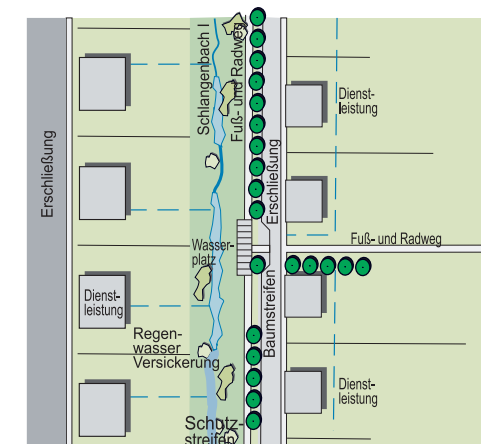 Schlangenbach I
Fuß- und Radweg
Dienst-
leistung
Erschließung
Erschließung
Fuß- und Radweg
Wasser-
platz
Dienst-
leistung
Baumstreifen
Regen-
wasser
Versickerung
Dienst-
leistung
Schutz-
streifen